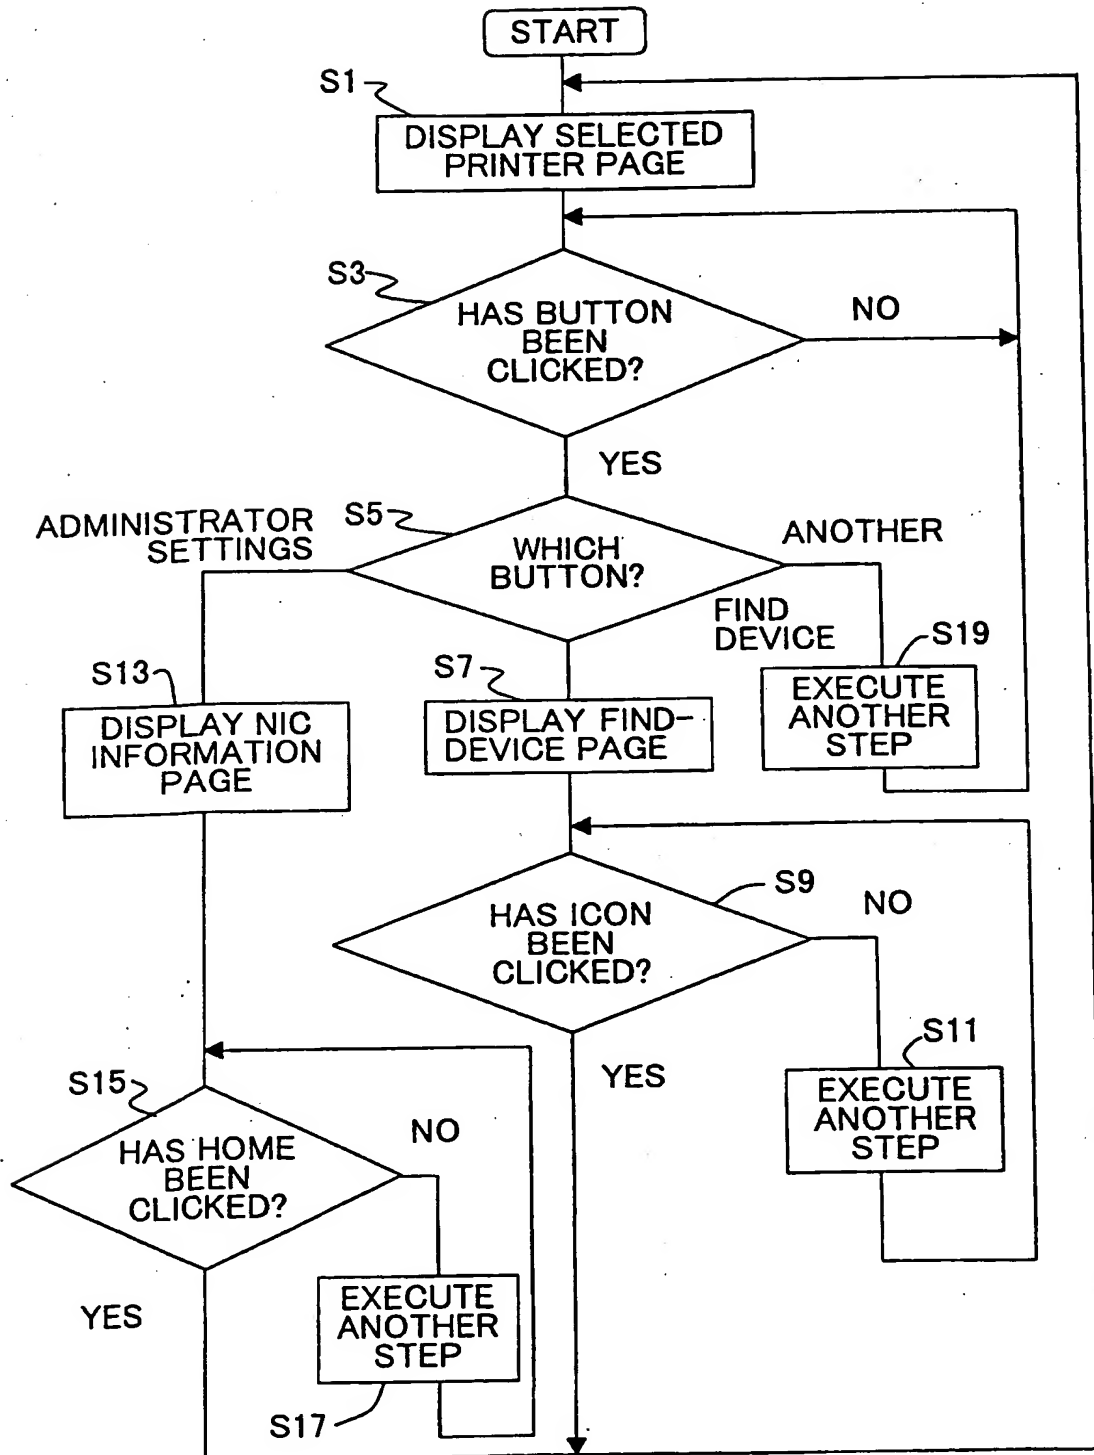 START
S1
DISPLAY SELECTED
PRINTER PAGE
S3
HAS BUTTON
BEEN
CLICKED?
NO
YES
ADMINISTRATOR
SETTINGS
S5
WHICH
BUTTON?
ANOTHER
FIND
DEVICE
S19
EXECUTE
ANOTHER
STEP
S13
DISPLAY NIC
INFORMATION
PAGE
S7
DISPLAY FIND-
DEVICE PAGE
S9
HAS ICON
BEEN
CLICKED?
NO
YES
S11
EXECUTE
ANOTHER
STEP
S15
HAS HOME
BEEN
CLICKED?
NO
YES
EXECUTE
ANOTHER
STEP
S17